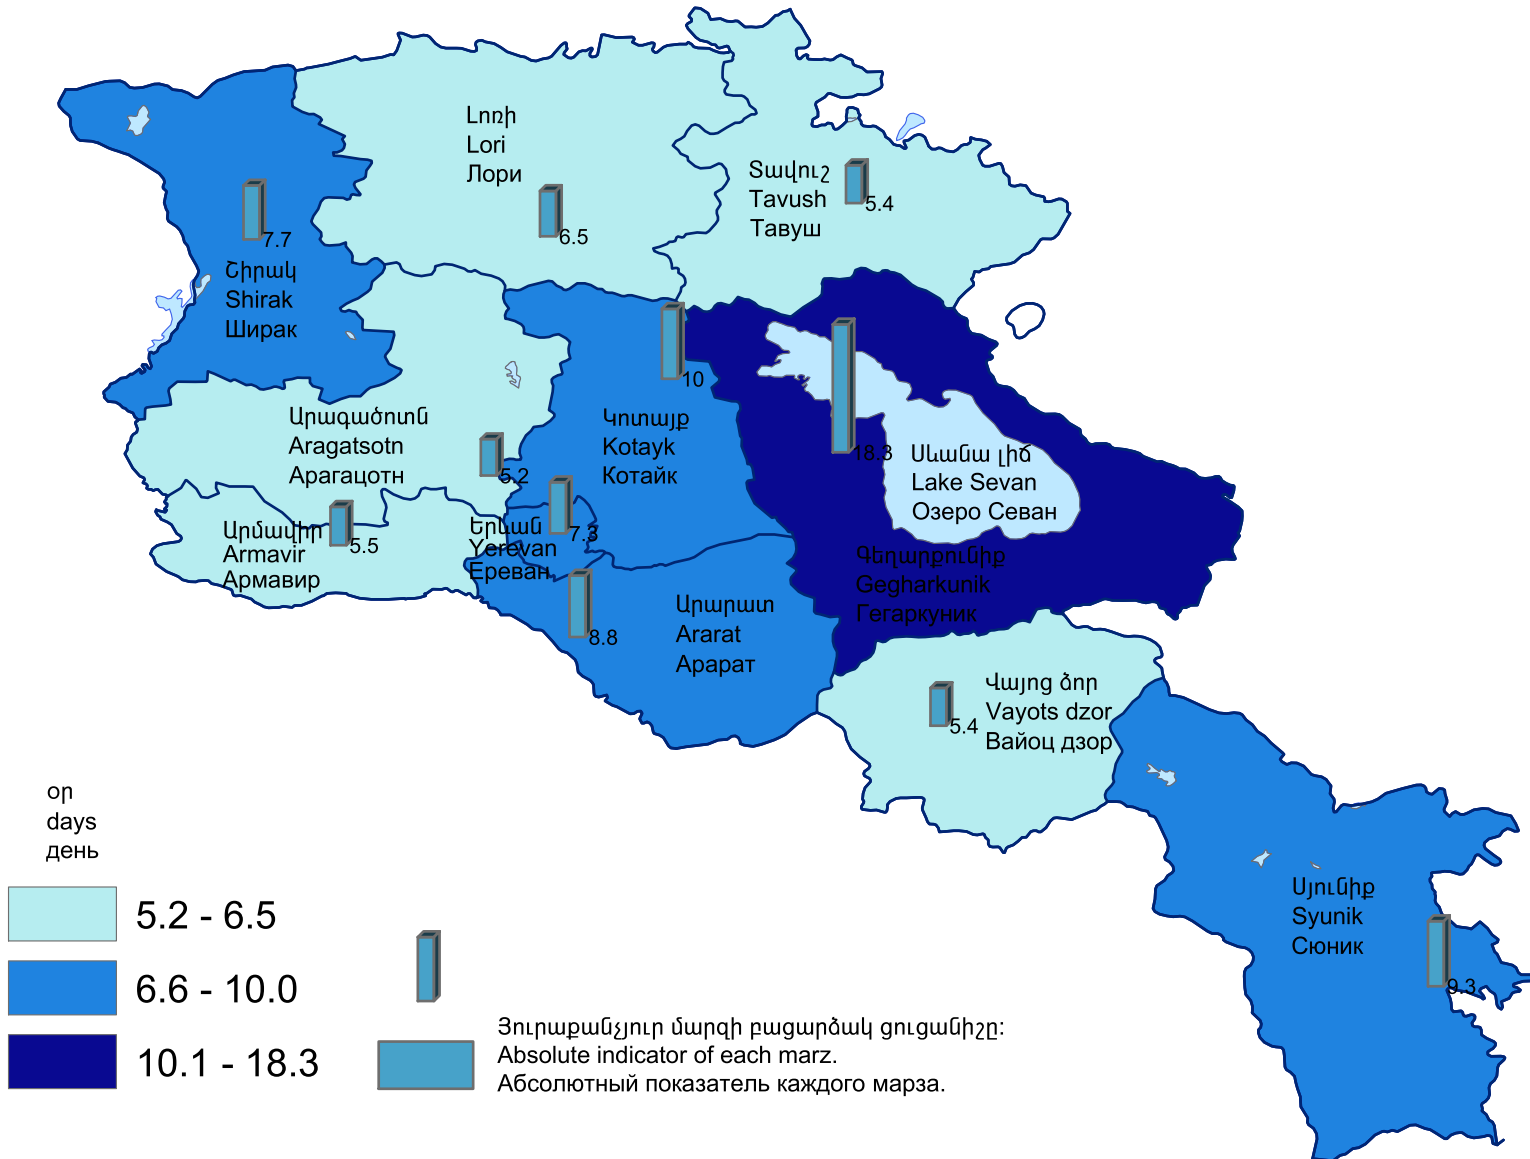 Լոռի
Lori
Лори
6.5
Տավուշ
Tavush
Тавуш
5.4
7.7
Շիրակ
Shirak
Ширак
10
Կոտայք
Kotayk
Котайк
18.3
Սևանա լիճ
Lake Sevan
Озеро Севан
Արագածոտն
Aragatsotn
Арагацотн
5.2
Արմավիր
Armavir
Армавир
5.5
Երևան
Yerevan
Ереван
7.3
Գեղարքունիք
Gegharkunik
Гегаркуник
8.8
Արարատ
Ararat
Арарат
5.4
Վայոց ձոր
Vayots dzor
Вайоц дзор
Սյունիք
Syunik
Сюник
9.3
օր
days
день
5.2 - 6.5
6.6 - 10.0
10.1 - 18.3
Յուրաքանչյուր մարզի բացարձակ ցուցանիշը:
Absolute indicator of each marz.
Абсолютный показатель каждого марза.